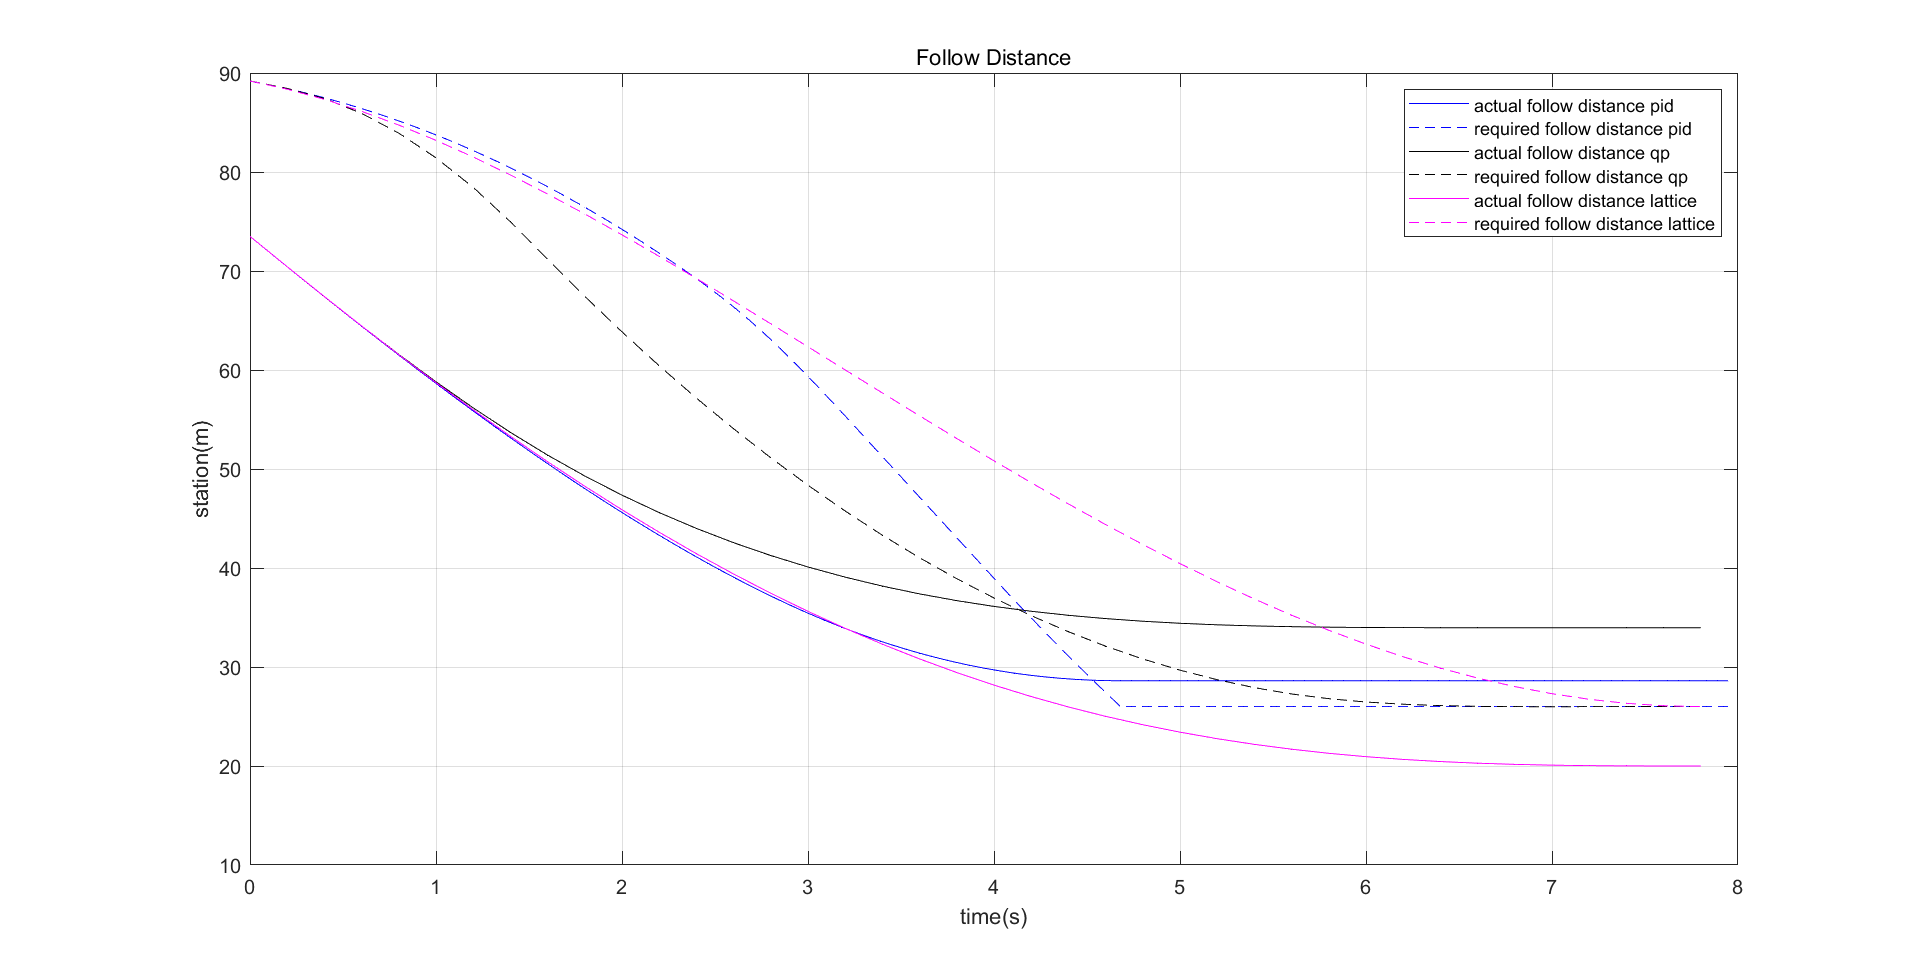 Follow Distance
90
80
70
60
50
40
30
20
10
station(m)
0 1 2 3 4 5 6 7 8
time(s)
actual follow distance pid
required follow distance pid
actual follow distance qp
required follow distance qp
actual follow distance lattice
required follow distance lattice